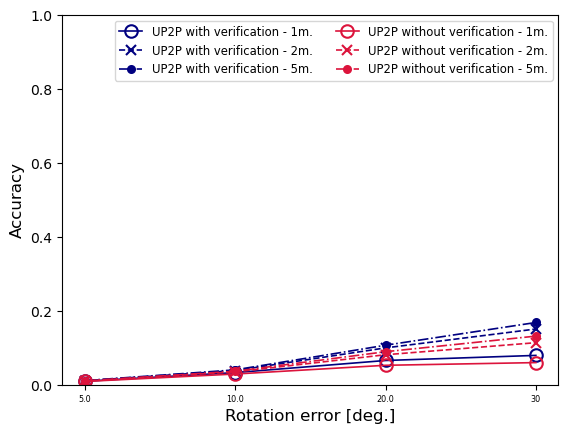 UP2P with verification - 1m.
UP2P with verification - 2m.
UP2P with verification - 5m.
UP2P without verification - 1m.
UP2P without verification - 2m.
UP2P without verification - 5m.
1.0
0.8
0.6
0.4
0.2
0.0
Accuracy
5.0 10.0 20.0 30
Rotation error [deg.]